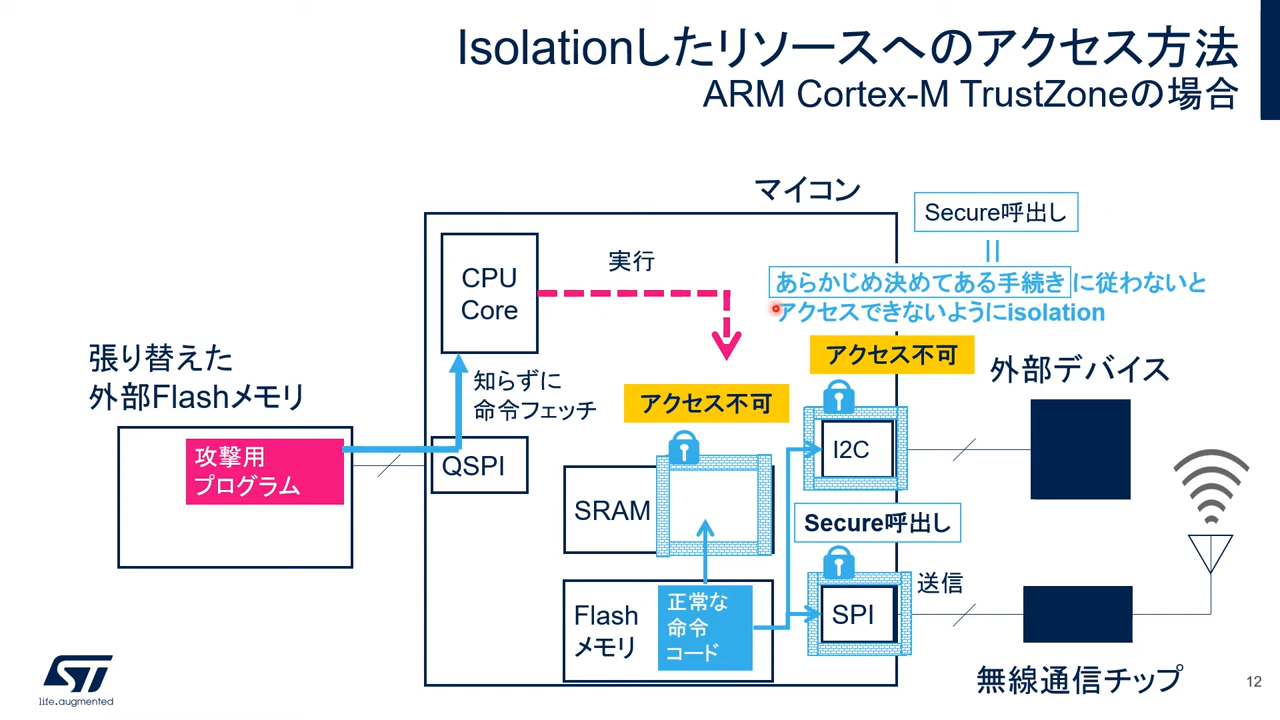 Isolationしたリソースへのアクセス方法
ARM Cortex-M TrustZoneの場合
マイコン
Secure呼出し
CPU
Core
実行
あらかじめ決めてある手続きに従わないと
アクセスできないようにisolation
アクセス不可
外部デバイス
張り替えた
外部Flashメモリ
知らずに
命令フェッチ
アクセス不可
攻撃用
プログラム
QSPI
I2C
SRAM
Secure呼出し
Flash
メモリ
正常な
命令
コード
SPI
送信
無線通信チップ
ST
life.augmented
12